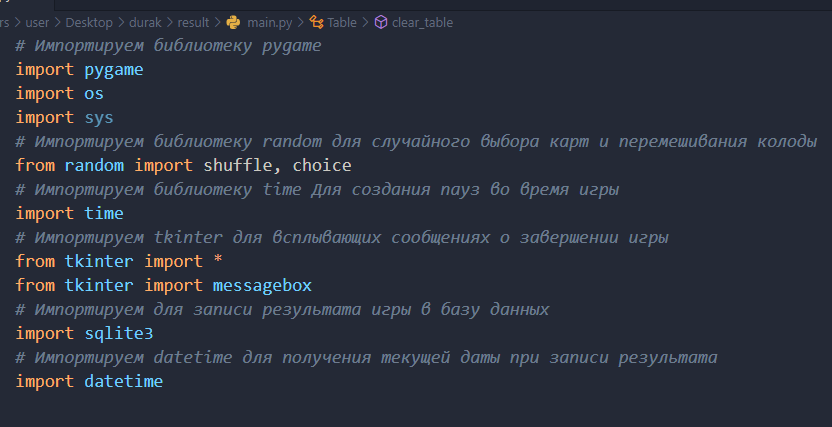 rs > user > Desktop > durak > result > main.py > Table > clear_table
# Импортируем библиотеку pygame
import pygame
import os
import sys
# Импортируем библиотеку random для случайного выбора карт и перемешивания колоды
from random import shuffle, choice
# Импортируем библиотеку time Для создания пауз во время игры
import time
# Импортируем tkinter для всплывающих сообщениях о завершении игры
from tkinter import *
from tkinter import messagebox
# Импортируем для записи результата игры в базу данных
import sqlite3
# Импортируем datetime для получения текущей даты при записи результата
import datetime